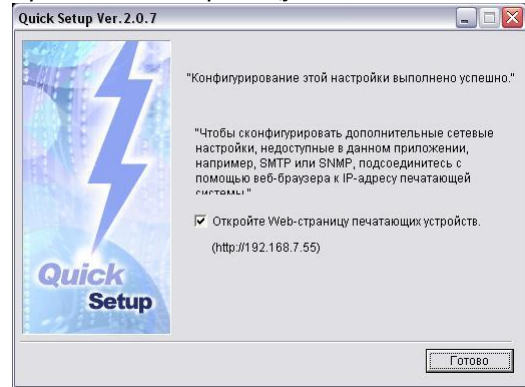 Quick Setup Ver. 2.0.7
"Конфигурирование этой настройки выполнено успешно."
"Чтобы сконфигурировать дополнительные сетевые
настройки, недоступные в данном приложении,
например, SMTP или SNMP, подсоединитесь с
помощью веб-браузера к IP-адресу печатающей
системы."
Откройте Web-страницу печатающих устройств.
(http://192.168.7.55)
Quick
Setup
Готово